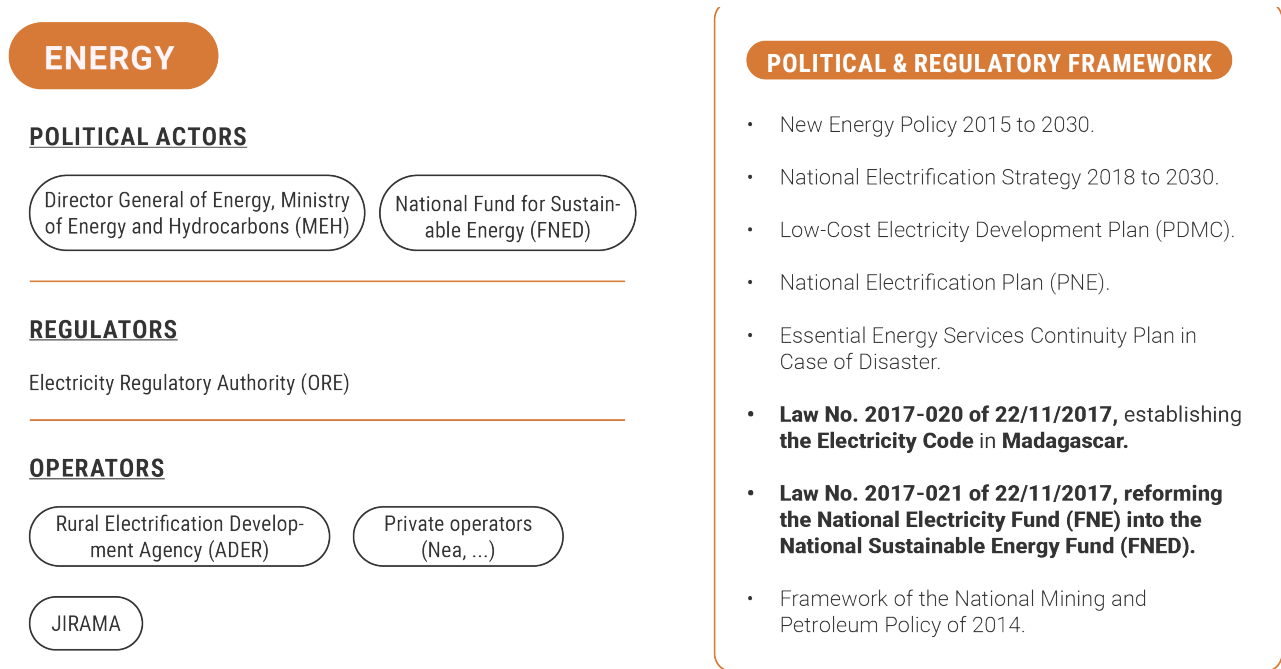 ENERGY
POLITICAL ACTORS
Director General of Energy, Ministry
of Energy and Hydrocarbons (MEH)
National Fund for Sustain-
able Energy (FNED)
REGULATORS
Electricity Regulatory Authority (ORE)
OPERATORS
Rural Electrification Develop-
ment Agency (ADER)
Private operators
(Nea, ...)
JIRAMA
POLITICAL & REGULATORY FRAMEWORK
• New Energy Policy 2015 to 2030.
• National Electrification Strategy 2018 to 2030.
• Low-Cost Electricity Development Plan (PDMC).
• National Electrification Plan (PNE).
• Essential Energy Services Continuity Plan in
Case of Disaster.
• Law No. 2017-020 of 22/11/2017, establishing
the Electricity Code in Madagascar.
• Law No. 2017-021 of 22/11/2017, reforming
the National Electricity Fund (FNE) into the
National Sustainable Energy Fund (FNED).
• Framework of the National Mining and
Petroleum Policy of 2014.